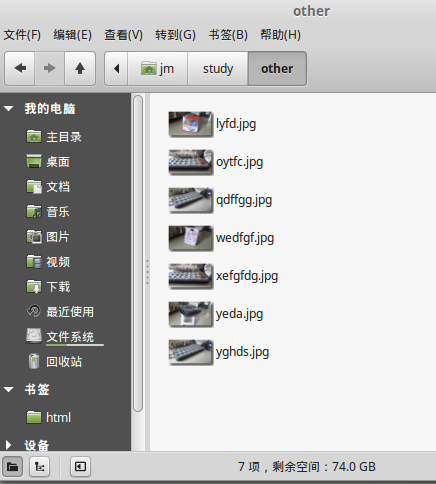 other
文件(F) 编辑(E) 查看(V) 转到(G) 书签(B) 帮助(H)
jm study other
我的电脑
主目录
桌面
文档
音乐
图片
视频
下载
最近使用
文件系统
回收站
书签
html
设备
lyfd.jpg
oytfc.jpg
qdffgg.jpg
wedfgf.jpg
xefgfdg.jpg
yeda.jpg
yghds.jpg
7 项，剩余空间：74.0 GB